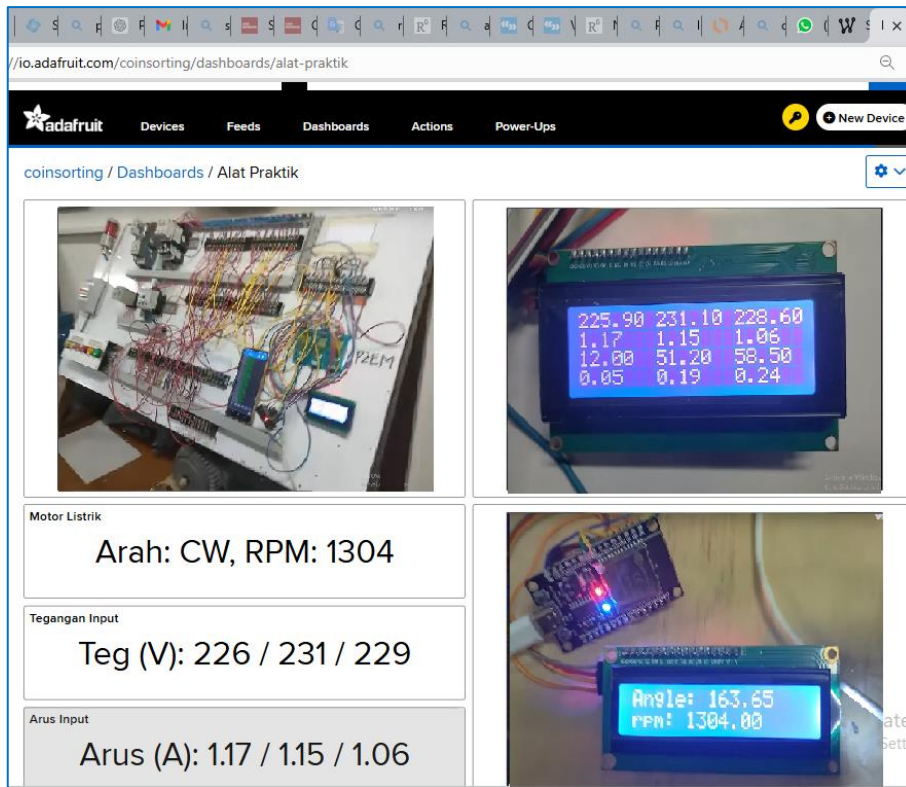 //io.adafruit.com/coinsorting/dashboards/alat-praktik
adafruit Devices Feeds Dashboards Actions Power-Ups New Device
coinsorting / Dashboards / Alat Praktik
PZEM
225.90 231.10 228.60
1.17 1.15 1.06
12.00 51.20 58.50
0.05 0.19 0.24
Motor Listrik
Arah: CW, RPM: 1304
Tegangan Input
Teg (V): 226 / 231 / 229
Arus Input
Arus (A): 1.17 / 1.15 / 1.06
Angle: 163.65
rpm: 1304.00